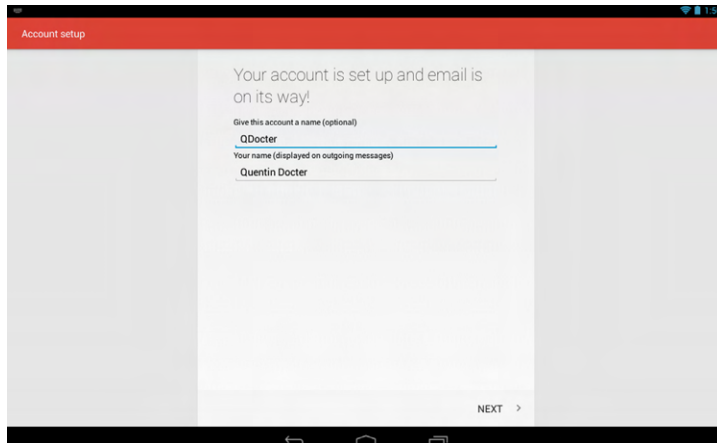 Account setup
Your account is set up and email is
on its way!
Give this account a name (optional)
QDocter
Your name (displayed on outgoing messages)
Quentin Docter
NEXT